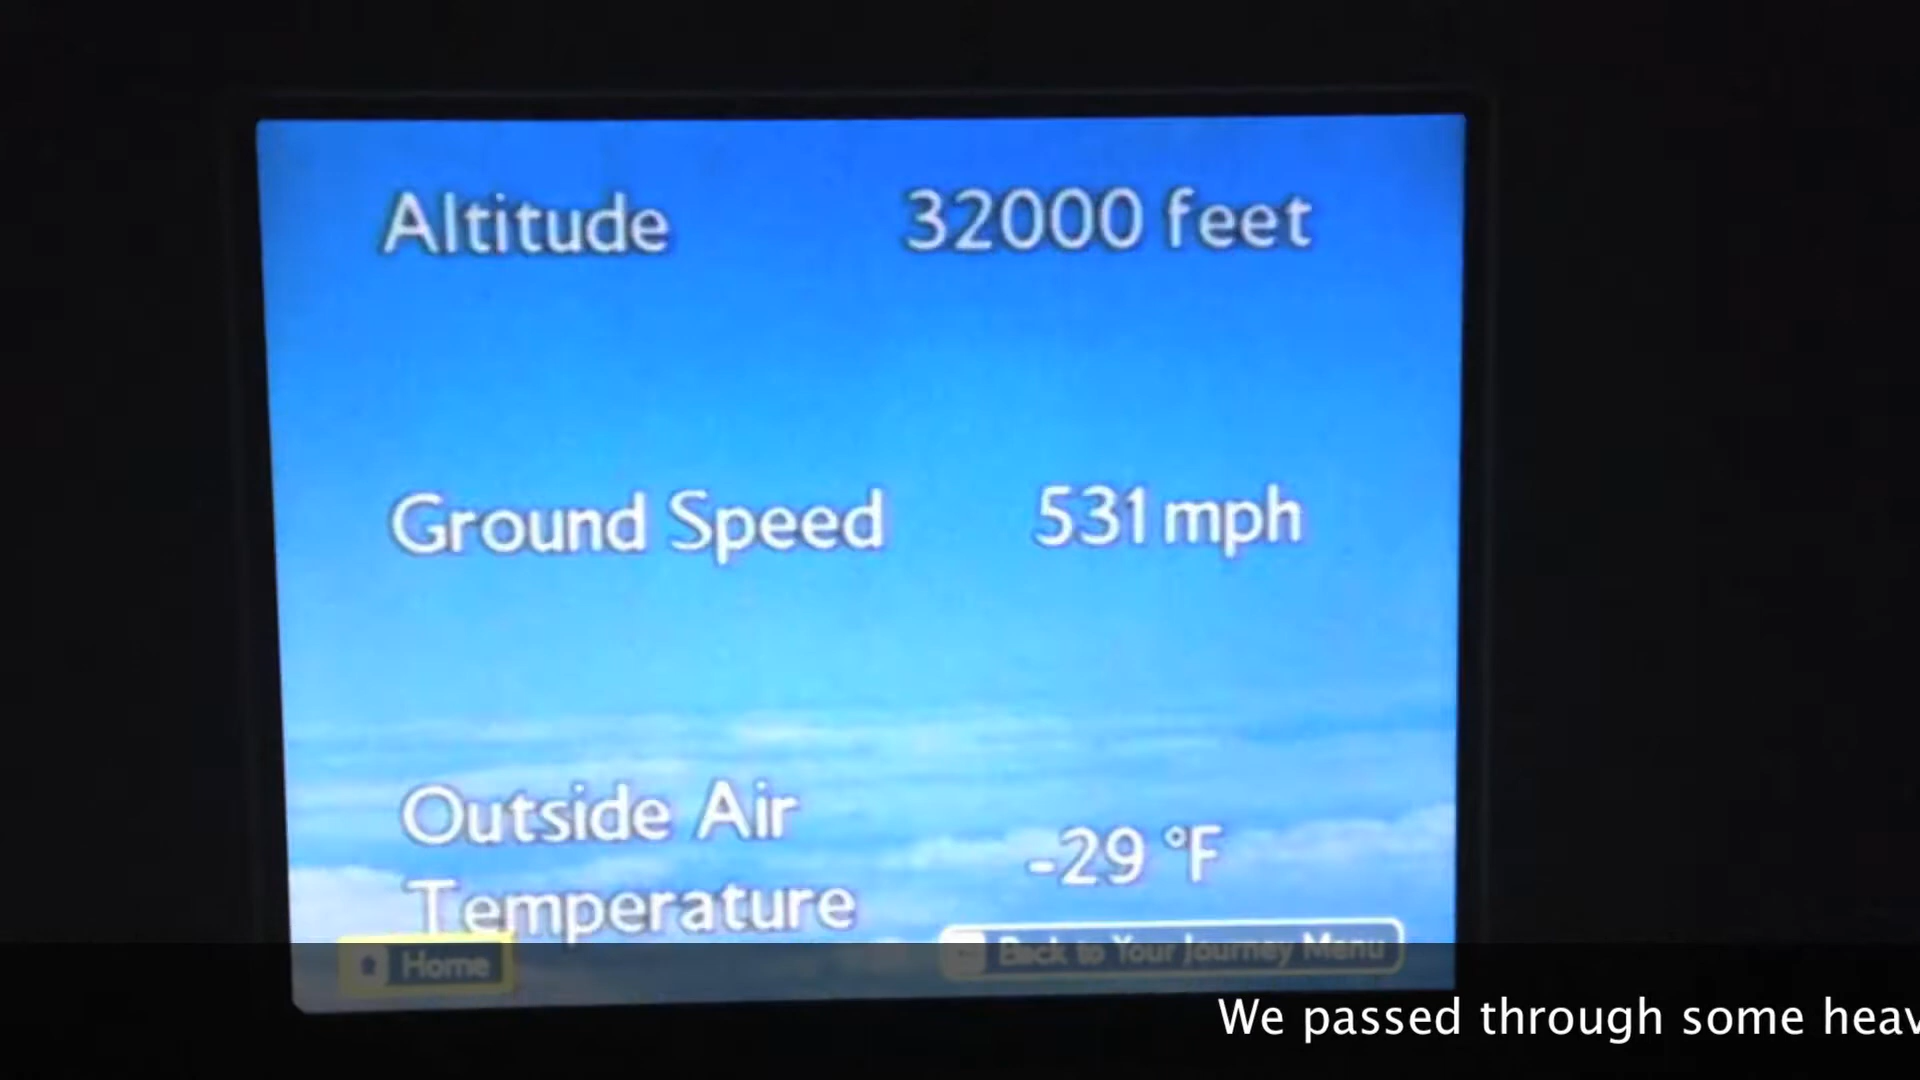 Altitude 32000 feet
Ground Speed 531 mph
Outside Air
Temperature -29 °F
Home Back to Your Journey Menu
We passed through some heav